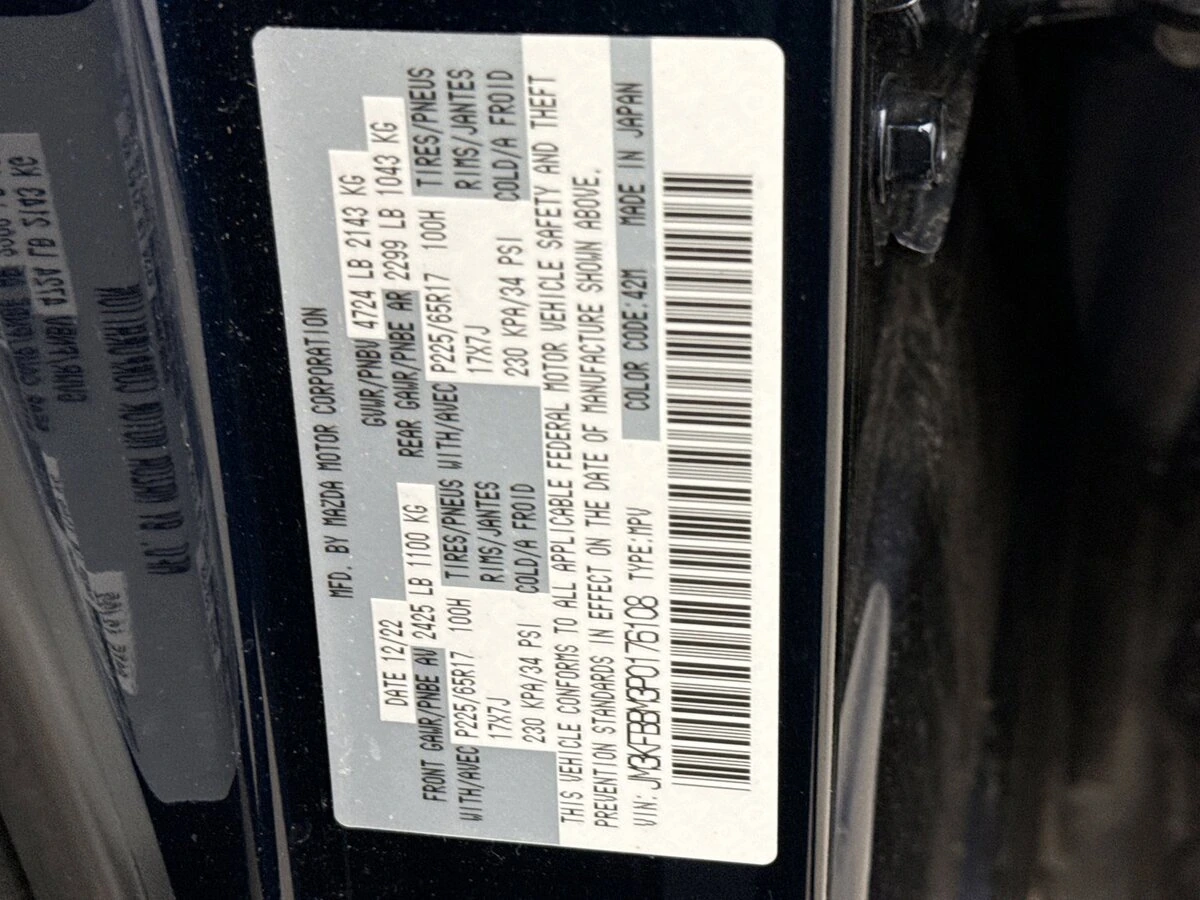 MFD. BY MAZDA MOTOR CORPORATION
DATE 12/22 GVWR/PNBV 4724 LB 2143 KG
FRONT GAWR/PNBE AV 2425 LB 1100 KG REAR GAWR/PNBE AR 2299 LB 1043 KG
WITH/AVEC P225/65R17 100H TIRES/PNEUS WITH/AVEC P225/65R17 100H TIRES/PNEUS
17X7J RIMS/JANTES 17X7J RIMS/JANTES
230 KPA/34 PSI COLD/A FROID 230 KPA/34 PSI COLD/A FROID
THIS VEHICLE CONFORMS TO ALL APPLICABLE FEDERAL MOTOR VEHICLE SAFETY AND THEFT
PREVENTION STANDARDS IN EFFECT ON THE DATE OF MANUFACTURE SHOWN ABOVE.
VIN: JM3KFBBM3P0176108 TYPE:MPV COLOR CODE:42M MADE IN JAPAN